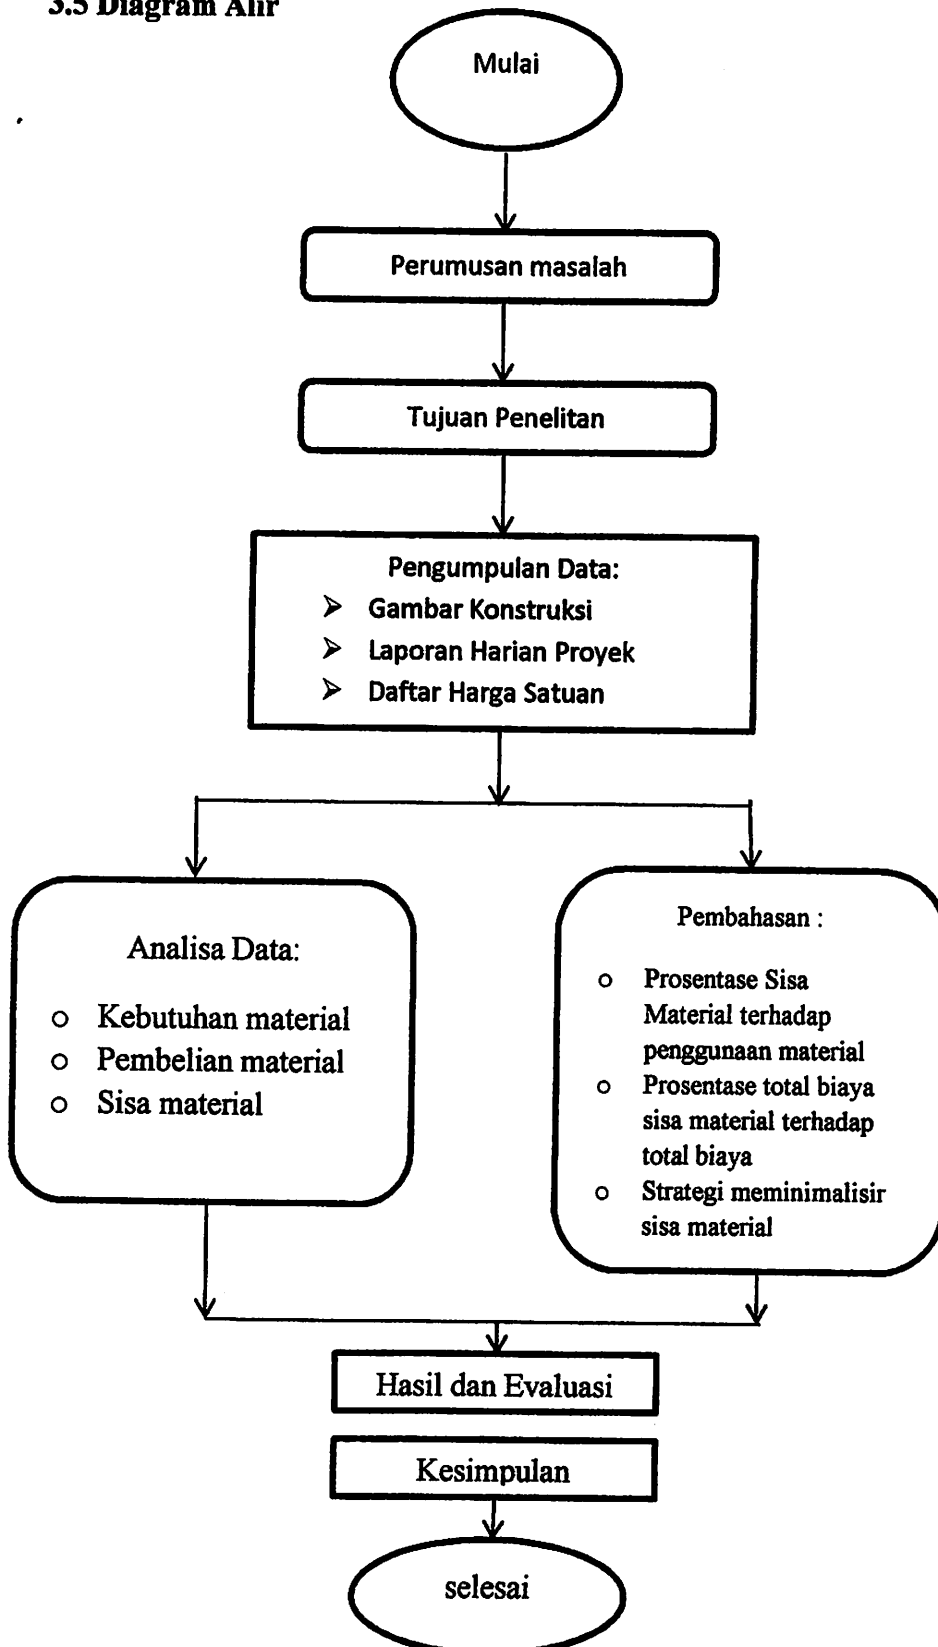 3.5 Diagram Alir
Mulai
Perumusan masalah
Tujuan Penelitan
Pengumpulan Data:
➢ Gambar Konstruksi
➢ Laporan Harian Proyek
➢ Daftar Harga Satuan
Analisa Data:
o Kebutuhan material
o Pembelian material
o Sisa material
Pembahasan :
o Prosentase Sisa
Material terhadap
penggunaan material
o Prosentase total biaya
sisa material terhadap
total biaya
o Strategi meminimalisir
sisa material
Hasil dan Evaluasi
Kesimpulan
selesai